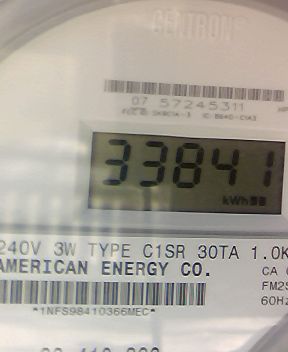 CENTRON
07 57245311
33841
kWh
240V 3W TYPE C1SR 30TA 1.0K
AMERICAN ENERGY CO.
CA
FM2S
60Hz
*1NFS98410366MEC*